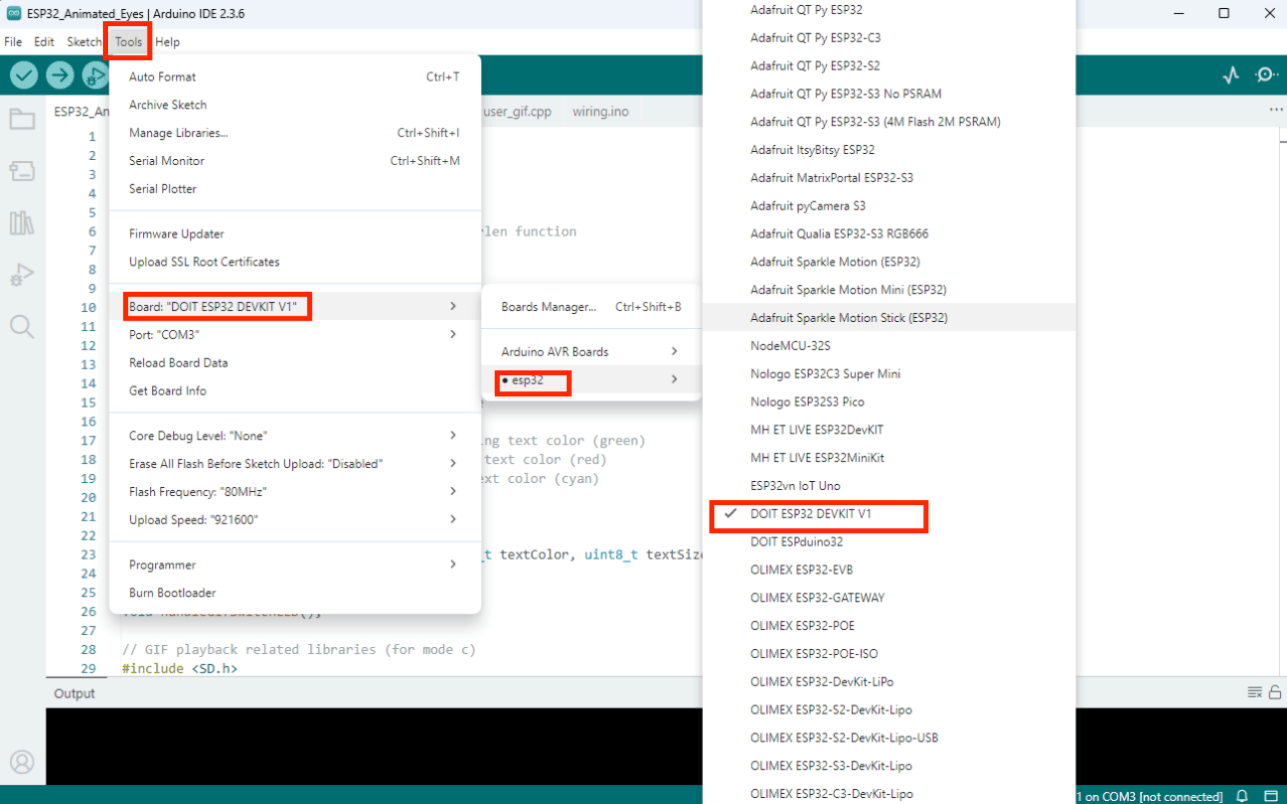 ESP32_Animated_Eyes | Arduino IDE 2.3.6
File Edit Sketch Tools Help
ESP32_An
user_gif.cpp
wiring.ino
1
2
3
4
5
6
7
8
9
10
11
12
13
14
15
16
17
18
19
20
21
22
23
24
25
26
27
28
29
len function
ng text color (green)
text color (red)
ext color (cyan)
_t textColor, uint8_t textSize
// GIF playback related libraries (for mode c)
#include <SD.h>
Auto Format Ctrl+T
Archive Sketch
Manage Libraries... Ctrl+Shift+I
Serial Monitor Ctrl+Shift+M
Serial Plotter
Firmware Updater
Upload SSL Root Certificates
Board: "DOIT ESP32 DEVKIT V1"
Port: "COM3"
Reload Board Data
Get Board Info
Core Debug Level: "None"
Erase All Flash Before Sketch Upload: "Disabled"
Flash Frequency: "80MHz"
Upload Speed: "921600"
Programmer
Burn Bootloader
Boards Manager... Ctrl+Shift+B
Arduino AVR Boards
esp32
Adafruit QT Py ESP32
Adafruit QT Py ESP32-C3
Adafruit QT Py ESP32-S2
Adafruit QT Py ESP32-S3 No PSRAM
Adafruit QT Py ESP32-S3 (4M Flash 2M PSRAM)
Adafruit ItsyBitsy ESP32
Adafruit MatrixPortal ESP32-S3
Adafruit pyCamera S3
Adafruit Qualia ESP32-S3 RGB666
Adafruit Sparkle Motion (ESP32)
Adafruit Sparkle Motion Mini (ESP32)
Adafruit Sparkle Motion Stick (ESP32)
NodeMCU-32S
Nologo ESP32C3 Super Mini
Nologo ESP32S3 Pico
MH ET LIVE ESP32DevKIT
MH ET LIVE ESP32MiniKit
ESP32vn IoT Uno
DOIT ESP32 DEVKIT V1
DOIT ESPduino32
OLIMEX ESP32-EVB
OLIMEX ESP32-GATEWAY
OLIMEX ESP32-POE
OLIMEX ESP32-POE-ISO
OLIMEX ESP32-DevKit-LiPo
OLIMEX ESP32-S2-DevKit-Lipo
OLIMEX ESP32-S2-DevKit-Lipo-USB
OLIMEX ESP32-S3-DevKit-Lipo
OLIMEX ESP32-C3-DevKit-Lipo
Output
1 on COM3 [not connected]